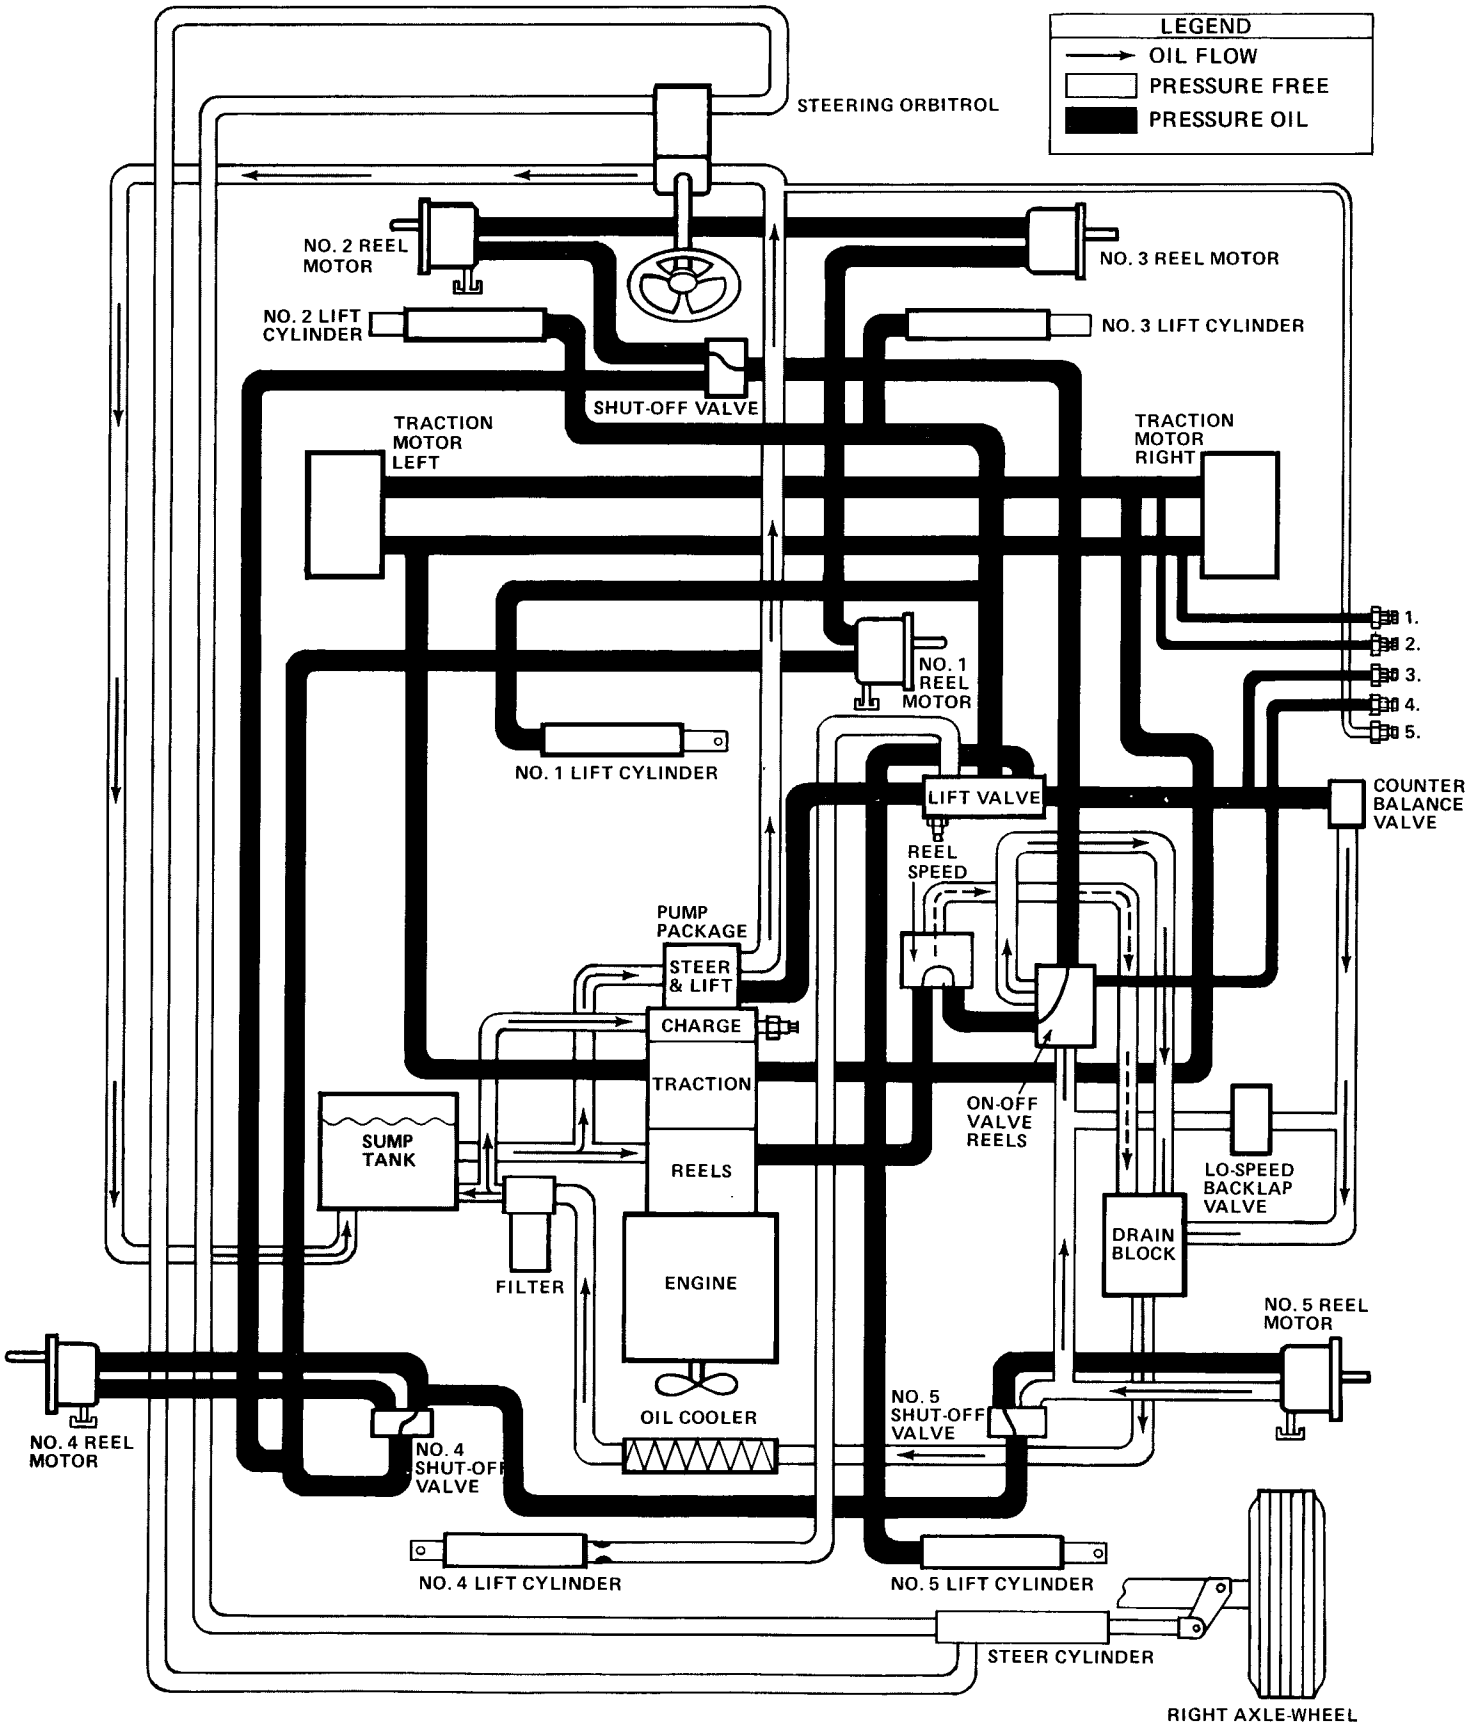 LEGEND
OIL FLOW
PRESSURE FREE
PRESSURE OIL
STEERING ORBITROL
NO. 2 REEL
MOTOR
NO. 3 REEL MOTOR
NO. 2 LIFT
CYLINDER
NO. 3 LIFT CYLINDER
SHUT-OFF VALVE
TRACTION
MOTOR
LEFT
TRACTION
MOTOR
RIGHT
1.
2.
3.
4.
5.
NO. 1
REEL
MOTOR
NO. 1 LIFT CYLINDER
LIFT VALVE
COUNTER
BALANCE
VALVE
REEL
SPEED
PUMP
PACKAGE
STEER
& LIFT
CHARGE
TRACTION
REELS
ON-OFF
VALVE
REELS
SUMP
TANK
LO-SPEED
BACKLAP
VALVE
DRAIN
BLOCK
FILTER
ENGINE
NO. 5 REEL
MOTOR
OIL COOLER
NO. 5
SHUT-OFF
VALVE
NO. 4 REEL
MOTOR
NO. 4
SHUT-OFF
VALVE
NO. 4 LIFT CYLINDER
NO. 5 LIFT CYLINDER
STEER CYLINDER
RIGHT AXLE-WHEEL